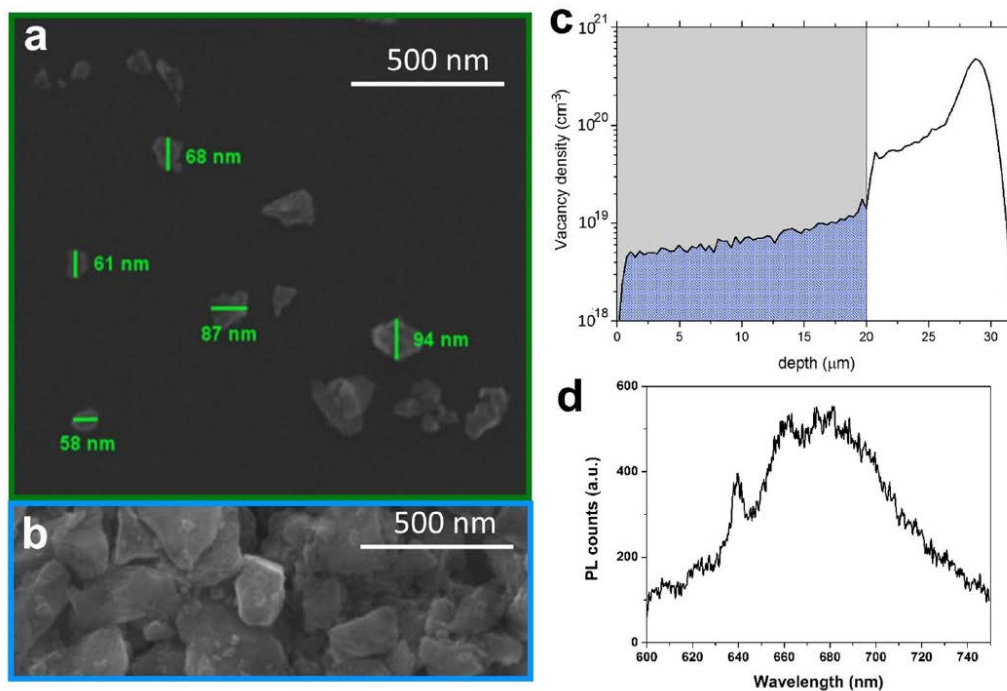 a
500 nm
68 nm
61 nm
87 nm
94 nm
58 nm
b
500 nm
c
Vacancy density (cm⁻³)
10²¹
10²⁰
10¹⁹
10¹⁸
0 5 10 15 20 25 30
depth (μm)
d
PL counts (a.u.)
600
400
200
0
600 620 640 660 680 700 720 740
Wavelength (nm)